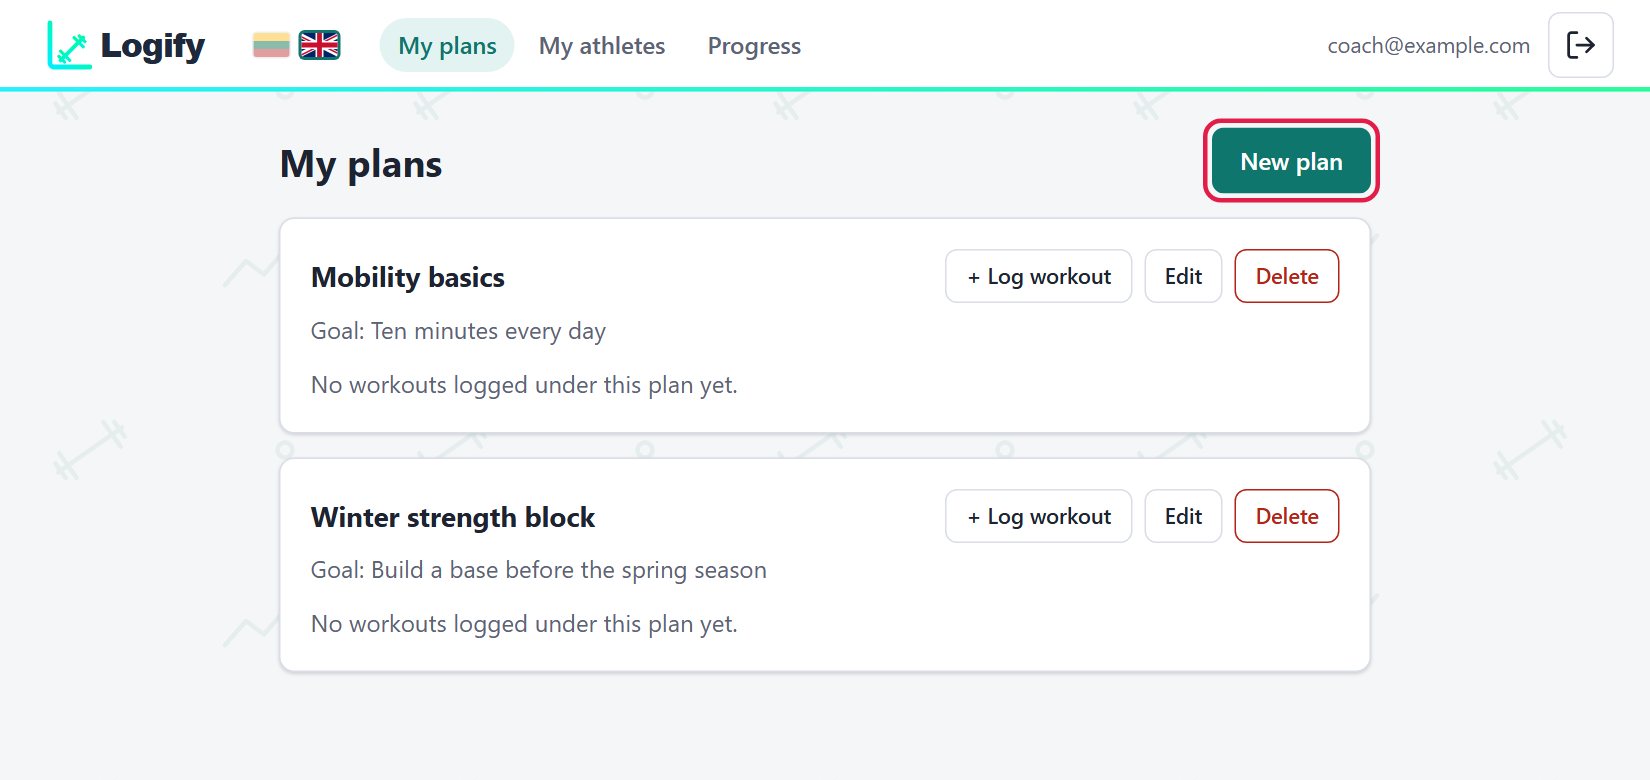 Logify
My plans
My athletes
Progress
coach@example.com
My plans
New plan
Mobility basics
+ Log workout
Edit
Delete
Goal: Ten minutes every day
No workouts logged under this plan yet.
Winter strength block
+ Log workout
Edit
Delete
Goal: Build a base before the spring season
No workouts logged under this plan yet.